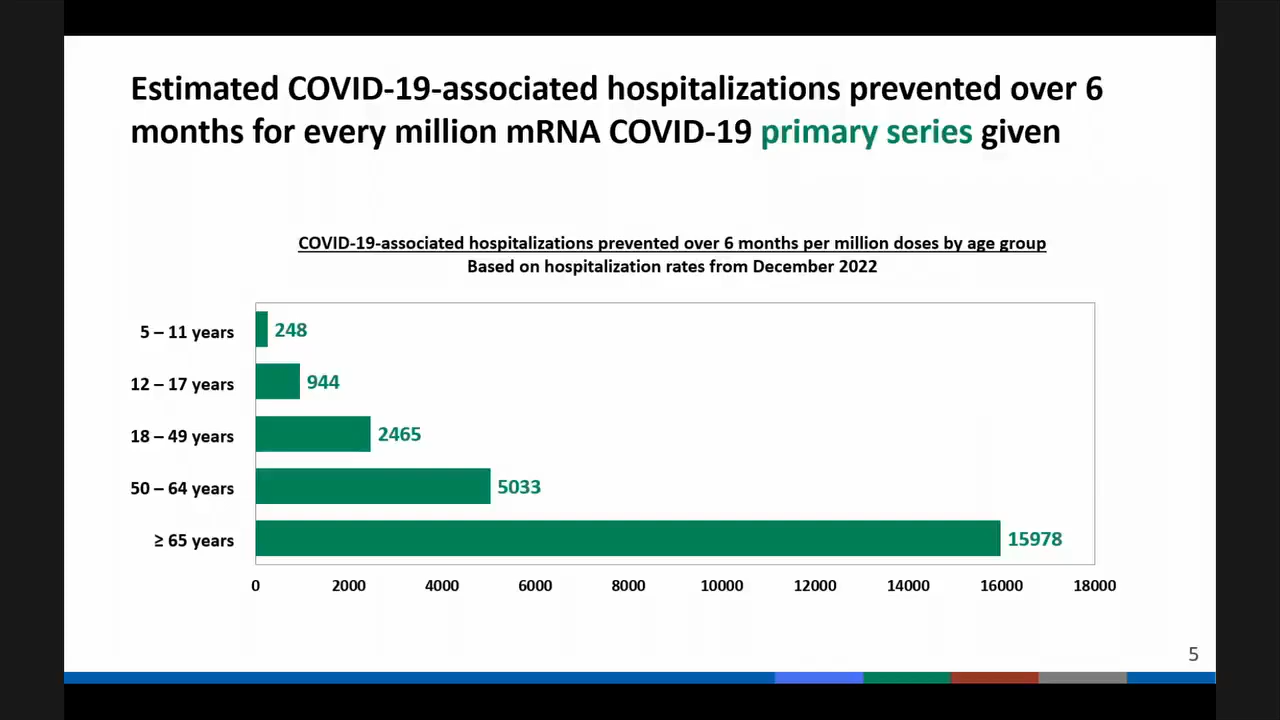 Estimated COVID-19-associated hospitalizations prevented over 6
months for every million mRNA COVID-19 primary series given
COVID-19-associated hospitalizations prevented over 6 months per million doses by age group
Based on hospitalization rates from December 2022
5 – 11 years 248
12 – 17 years 944
18 – 49 years 2465
50 – 64 years 5033
≥ 65 years 15978
0 2000 4000 6000 8000 10000 12000 14000 16000 18000
5